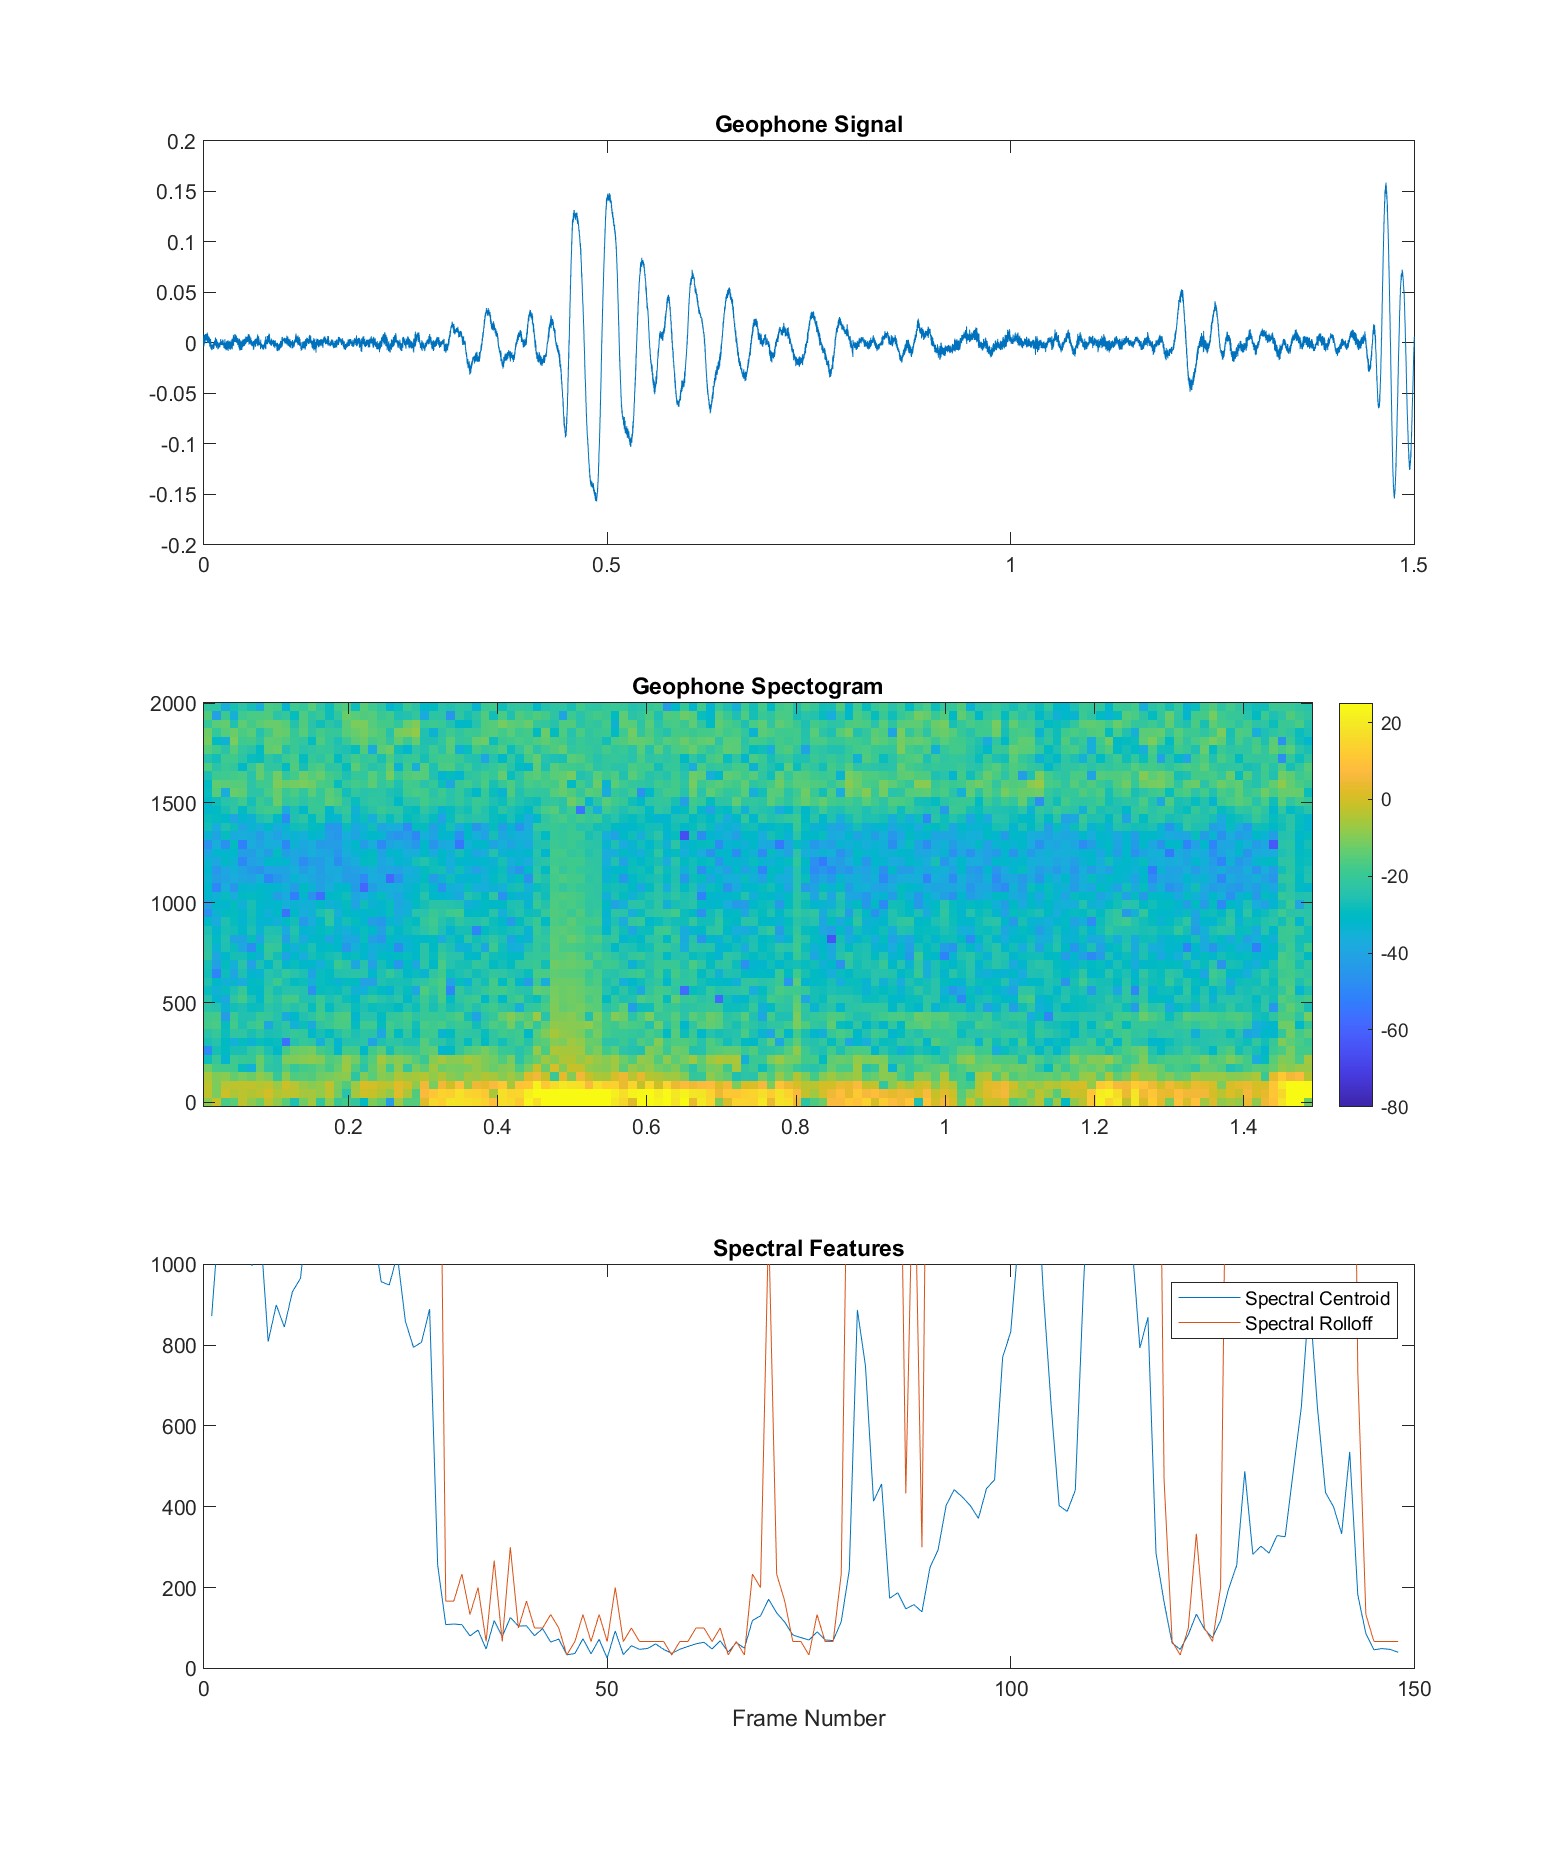 Geophone Signal
0.2
0.15
0.1
0.05
0
-0.05
-0.1
-0.15
-0.2
0 0.5 1 1.5
Geophone Spectogram
2000
1500
1000
500
0
0.2 0.4 0.6 0.8 1 1.2 1.4
20
0
-20
-40
-60
-80
Spectral Features
1000
800
600
400
200
0
0 50 100 150
Spectral Centroid
Spectral Rolloff
Frame Number